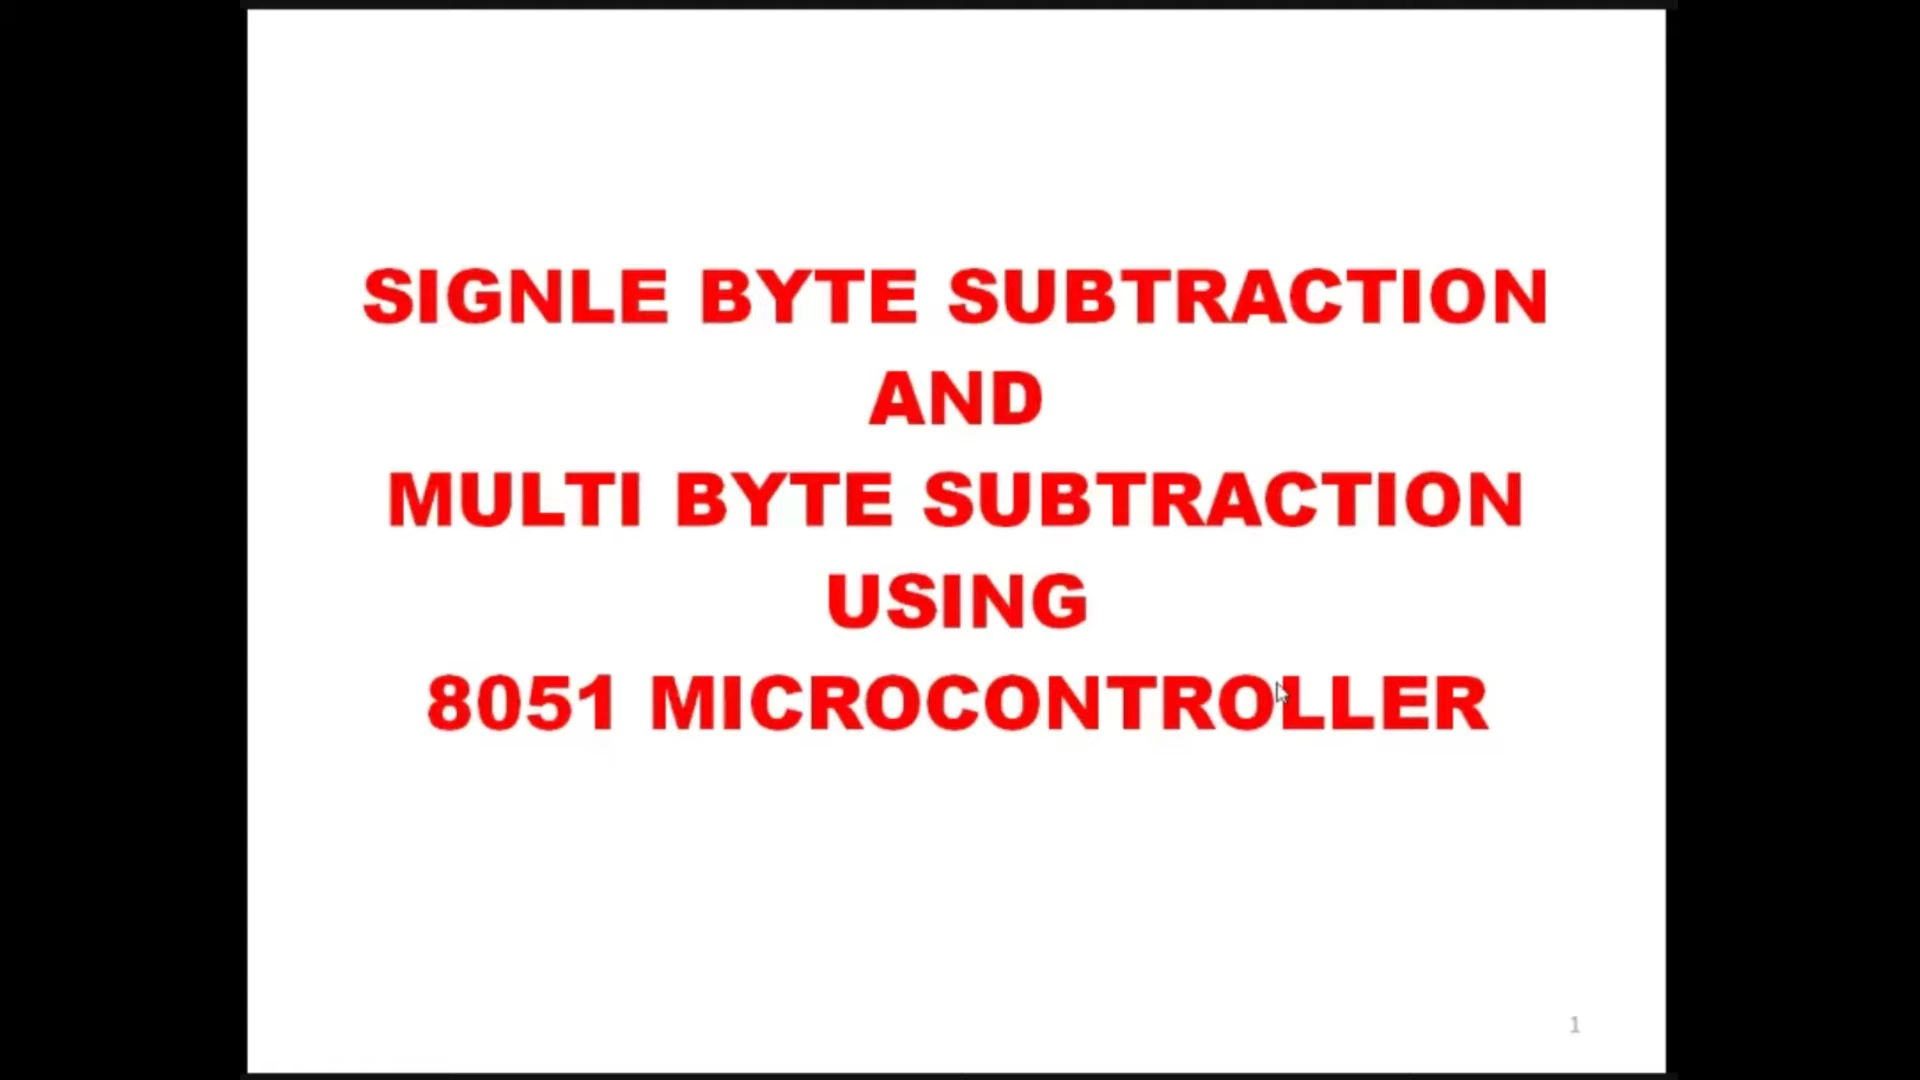 SIGNLE BYTE SUBTRACTION
AND
MULTI BYTE SUBTRACTION
USING
8051 MICROCONTROLLER
1